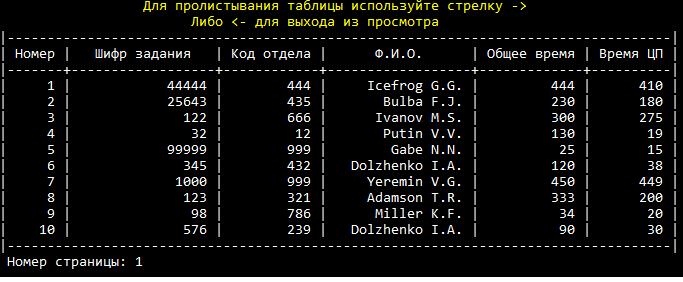 Для пролистывания таблицы используйте стрелку ->
Либо <- для выхода из просмотра
|-----------------------------------------------------------------------------------|
| Номер | Шифр задания | Код отдела | Ф.И.О. | Общее время | Время ЦП |
|-------+------------------+------------+-----------------+-------------+----------|
| 1 | 44444 | 444 | Icefrog G.G. | 444 | 410 |
| 2 | 25643 | 435 | Bulba F.J. | 230 | 180 |
| 3 | 122 | 666 | Ivanov M.S. | 300 | 275 |
| 4 | 32 | 12 | Putin V.V. | 130 | 19 |
| 5 | 99999 | 999 | Gabe N.N. | 25 | 15 |
| 6 | 345 | 432 | Dolzhenko I.A. | 120 | 38 |
| 7 | 1000 | 999 | Yeremin V.G. | 450 | 449 |
| 8 | 123 | 321 | Adamson T.R. | 333 | 200 |
| 9 | 98 | 786 | Miller K.F. | 34 | 20 |
| 10 | 576 | 239 | Dolzhenko I.A. | 90 | 30 |
|-----------------------------------------------------------------------------------|
Номер страницы: 1